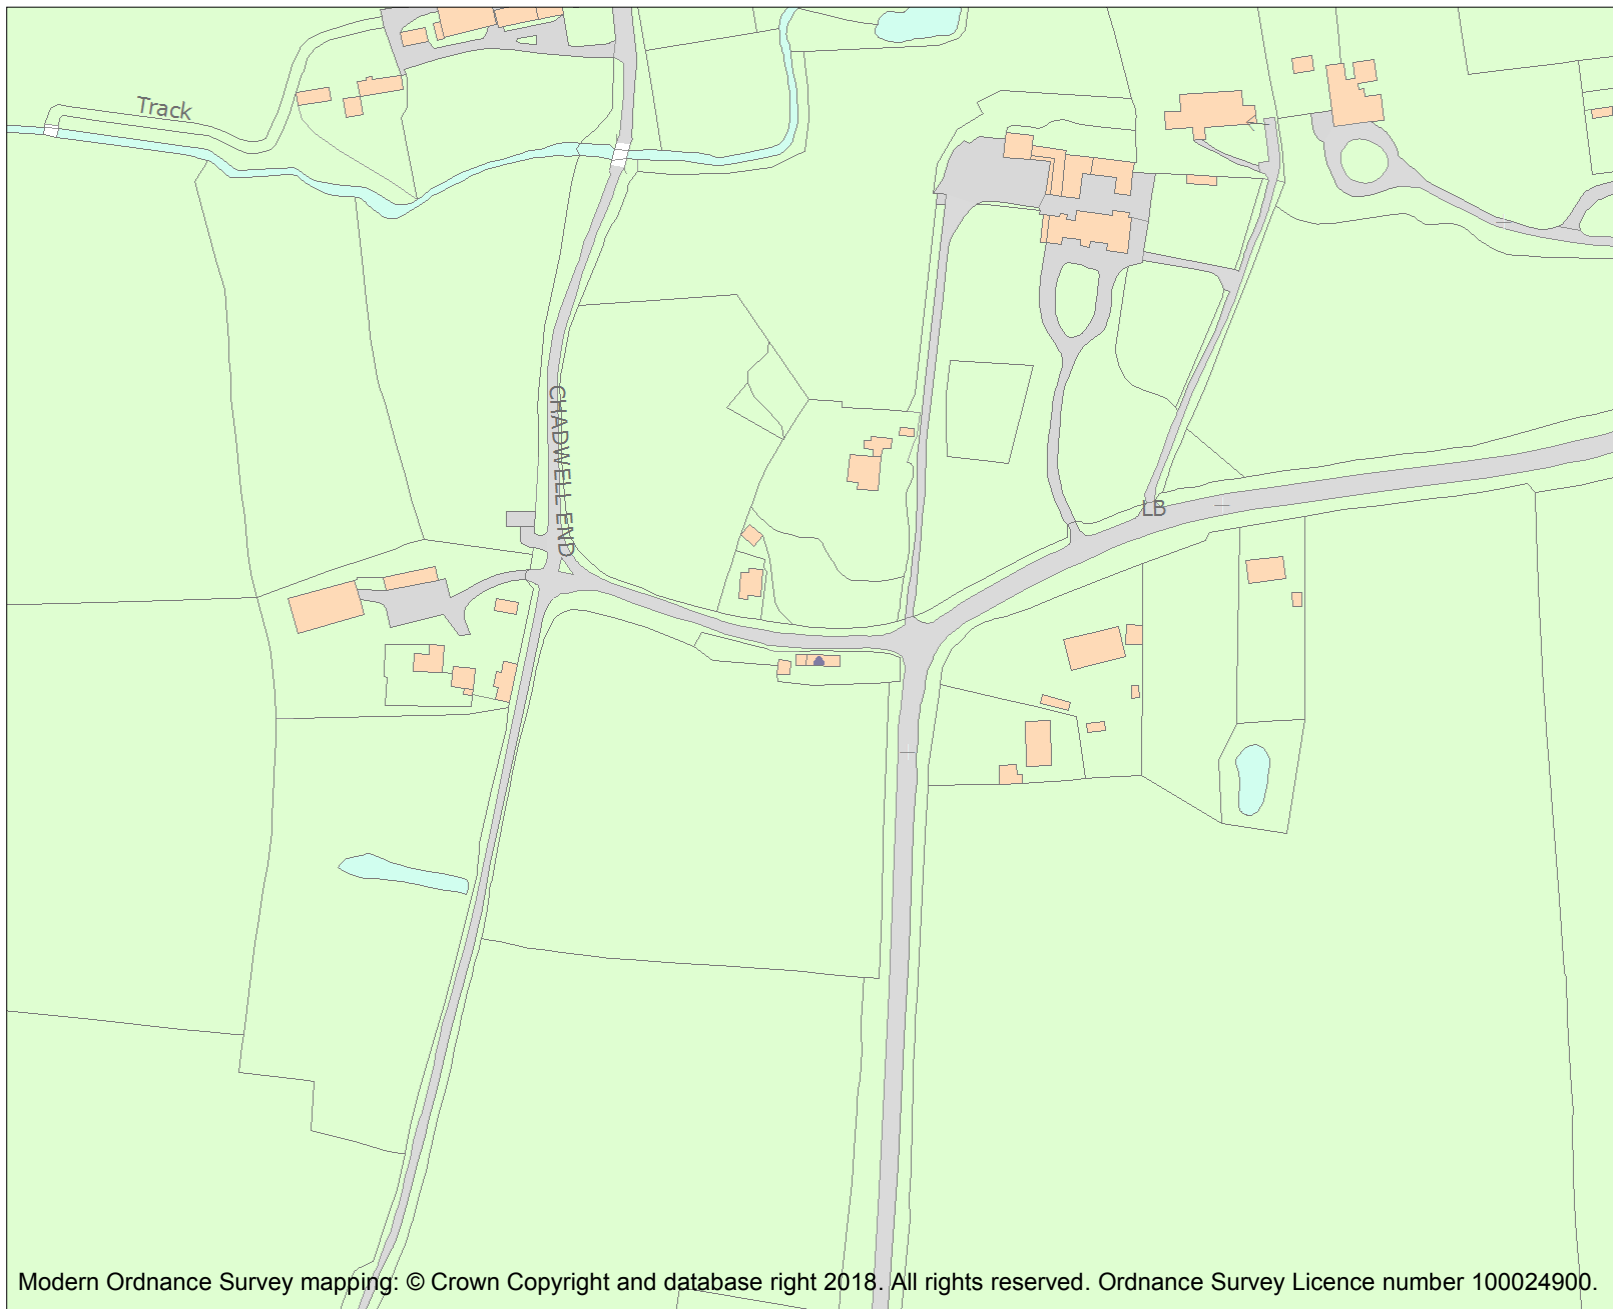 Track
CHADWELL END
LB
Modern Ordnance Survey mapping: © Crown Copyright and database right 2018. All rights reserved. Ordnance Survey Licence number 100024900.